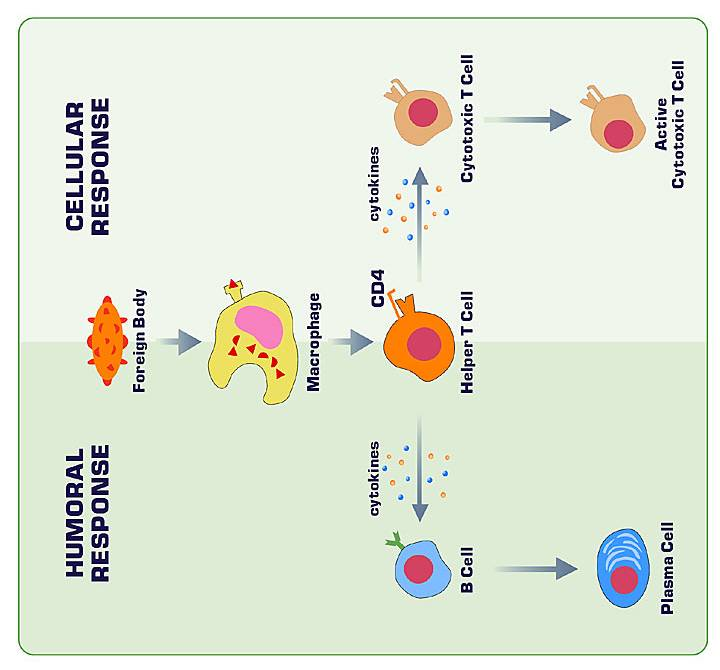 HUMORAL
RESPONSE
CELLULAR
RESPONSE
Foreign Body
Macrophage
cytokines
CD4
cytokines
B Cell
Helper T Cell
Cytotoxic T Cell
Plasma Cell
Active
Cytotoxic T Cell